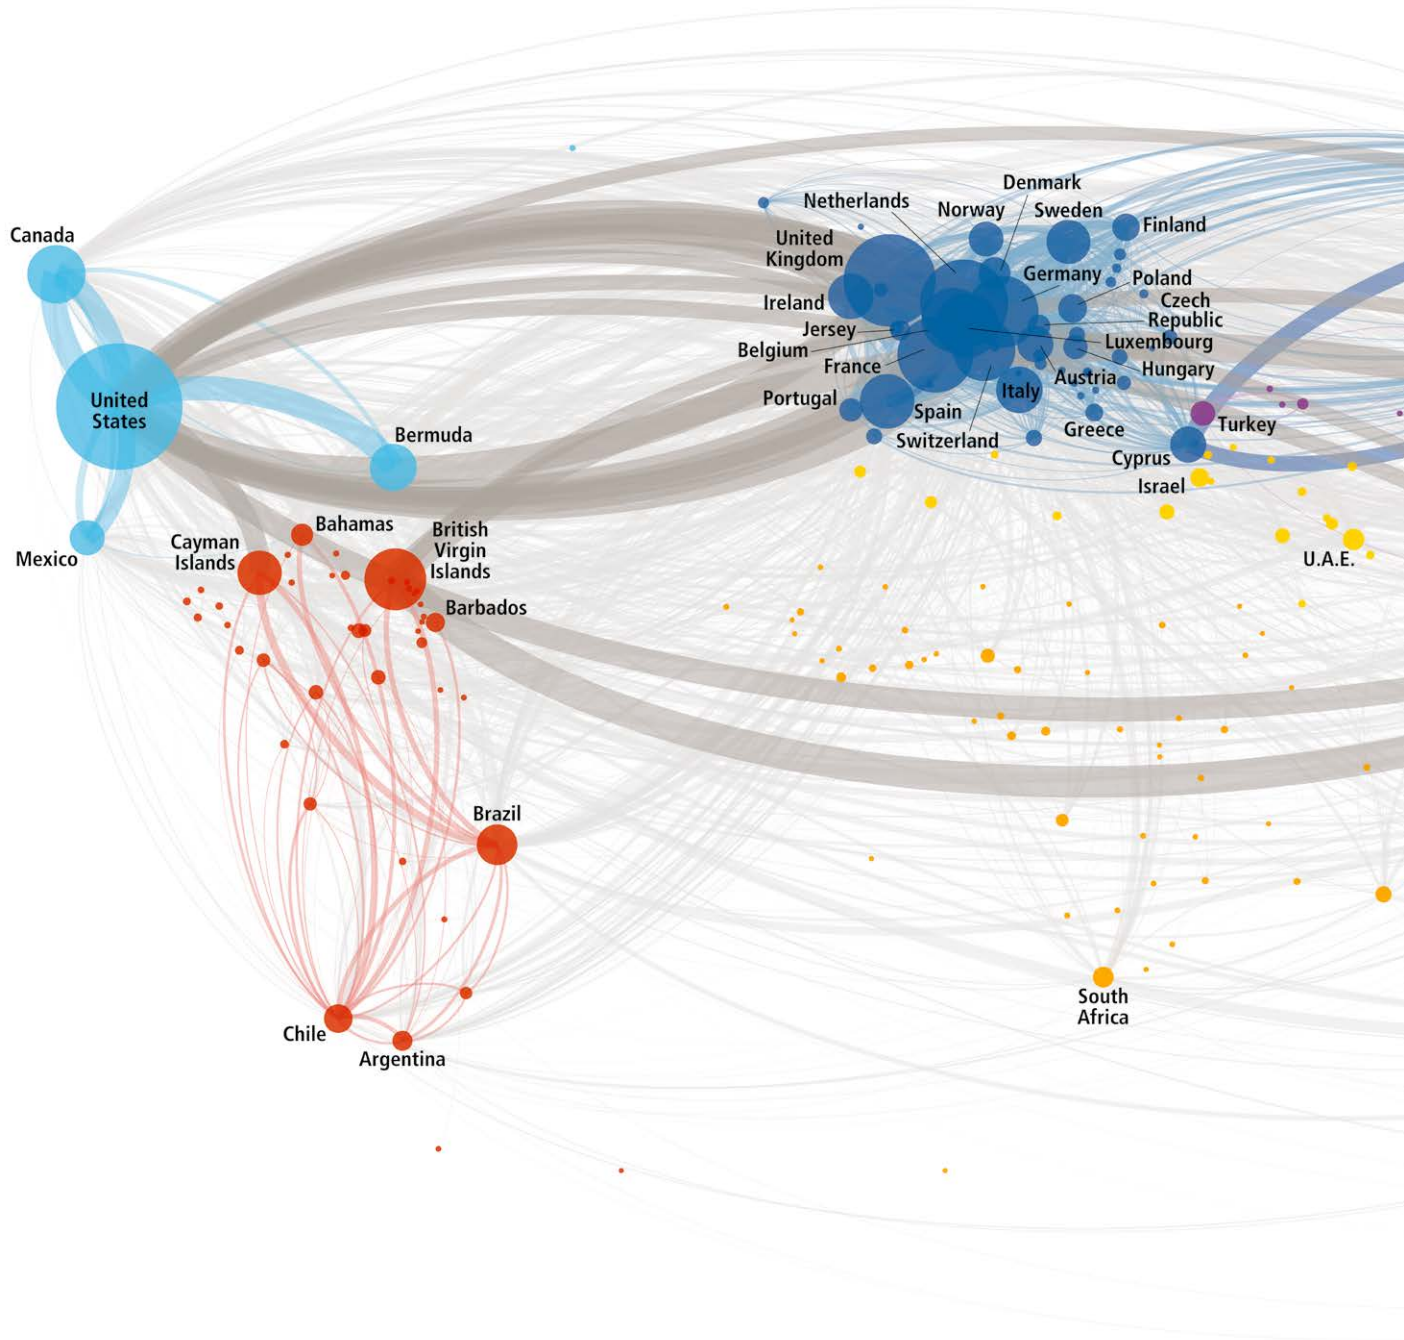 Canada
United
States
Mexico
Bermuda
Bahamas
Cayman
Islands
British
Virgin
Islands
Barbados
Brazil
Chile
Argentina
Netherlands
Denmark
Norway
Sweden
Finland
United
Kingdom
Germany
Poland
Ireland
Czech
Republic
Jersey
Luxembourg
Belgium
Hungary
France
Austria
Italy
Portugal
Spain
Switzerland
Greece
Turkey
Cyprus
Israel
U.A.E.
South
Africa